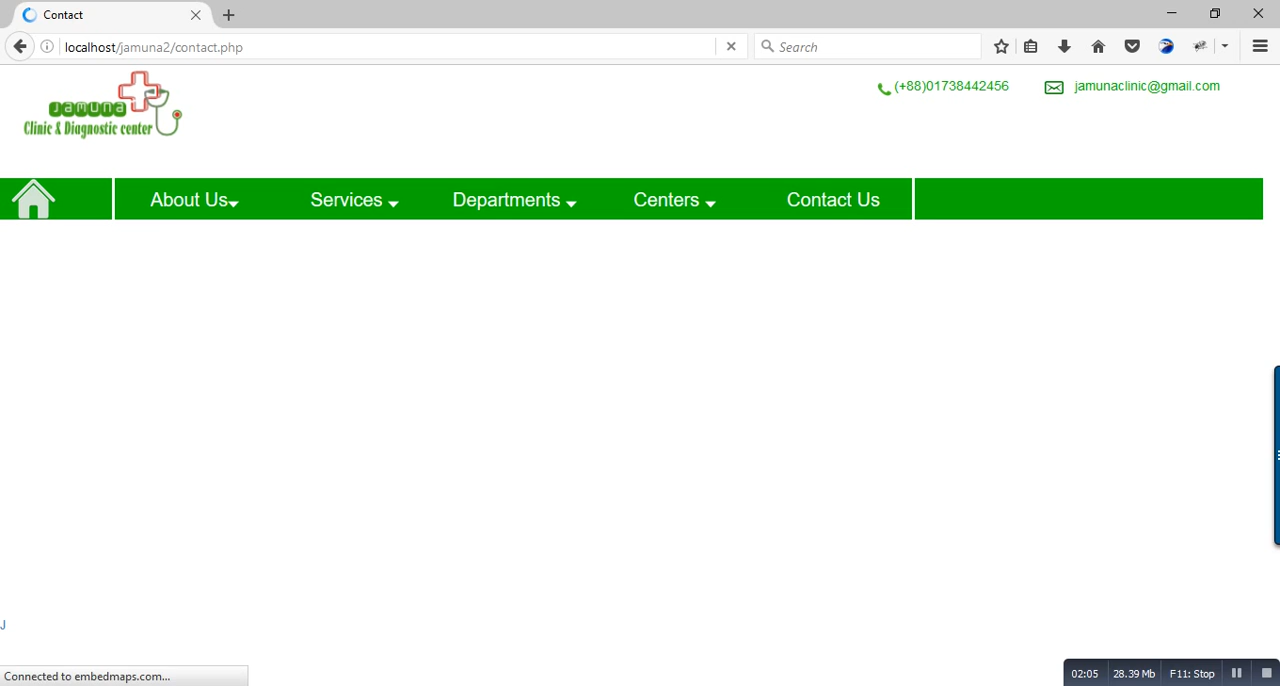 Contact
localhost/jamuna2/contact.php
Search
Jamuna
Clinic & Diagnostic center
(+88)01738442456
jamunaclinic@gmail.com
About Us
Services
Departments
Centers
Contact Us
J
Connected to embedmaps.com...
02:05
28.39 Mb
F11: Stop